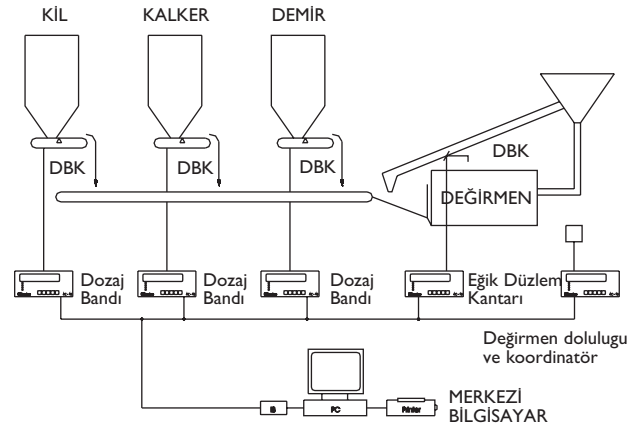 KİL
KALKER
DEMİR
DBK
DBK
DBK
DBK
DEĞİRMEN
Dozaj
Bandı
Dozaj
Bandı
Dozaj
Bandı
Eğik Düzlem
Kantarı
Değirmen dolulugu
ve koordinatör
PC
Printer
MERKEZİ
BİLGİSAYAR